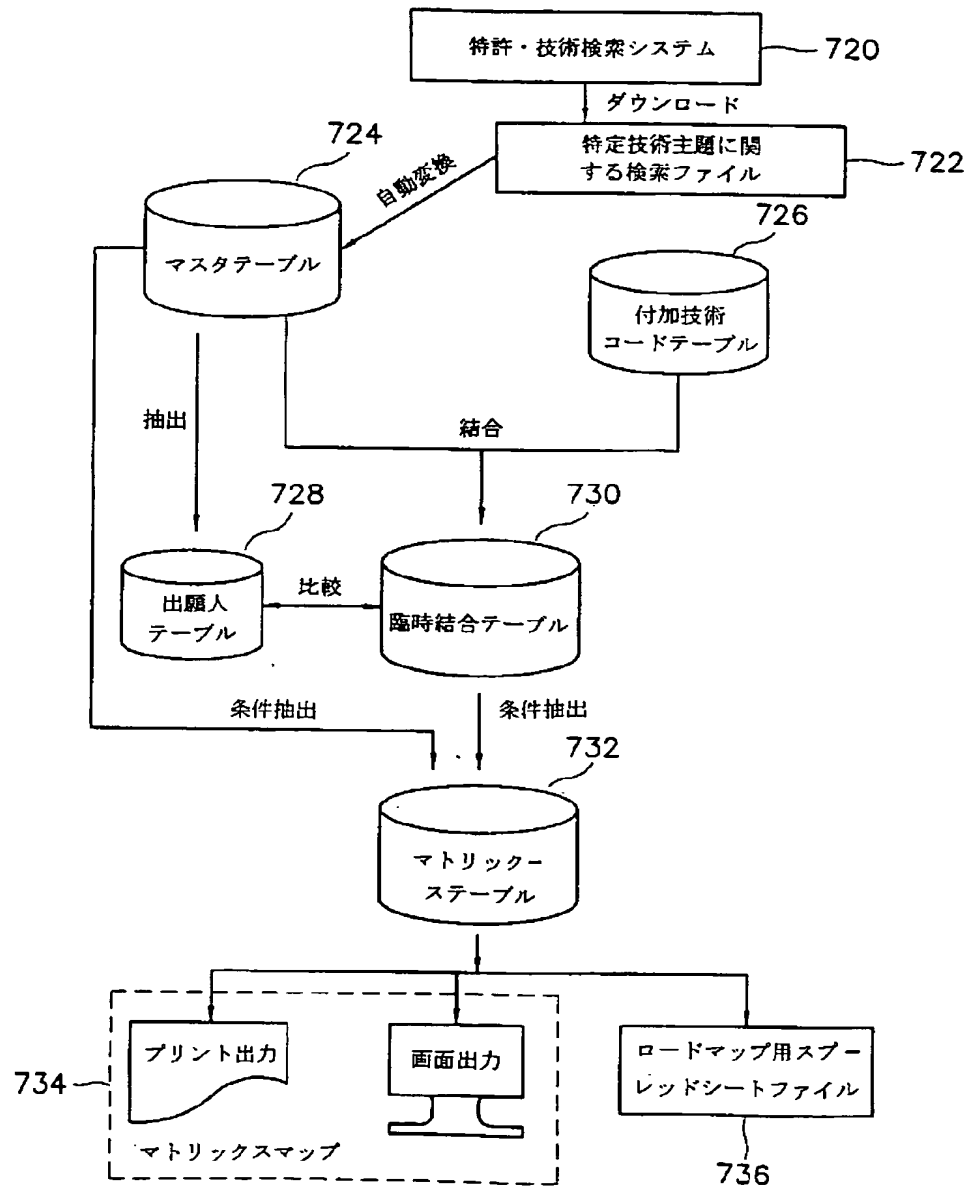 特許・技術検索システム
720
ダウンロード
特定技術主題に関
する検索ファイル
722
724
自動変換
マスタテーブル
726
付加技術
コードテーブル
抽出
結合
728
730
出願人
テーブル
比較
臨時結合テーブル
条件抽出
条件抽出
732
マトリックー
ステーブル
プリント出力
画面出力
ロードマップ用スプー
レッドシートファイル
734
マトリックスマップ
736